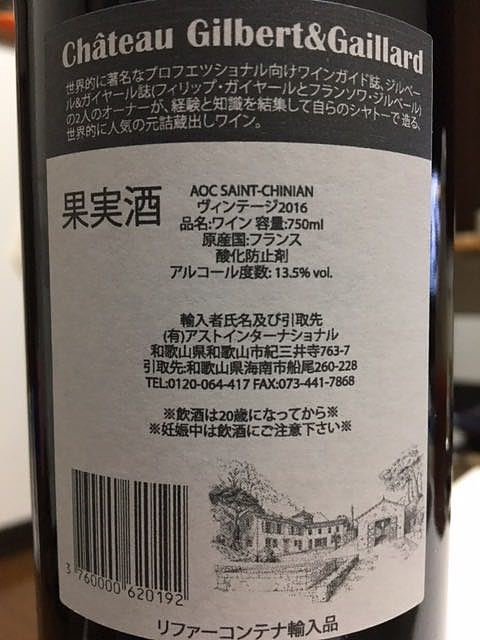 Château Gilbert&Gaillard
世界的に著名なプロフエツショナル向けワインガイド誌、ジルベー
ル&ガイヤール誌(フィリップ・ガイヤールとフランソワ・ジルベール)
の2人のオーナーが、経験と知識を結集して自らのシャトーで 造る、
世界的に人気の元詰蔵出しワイン。
果実酒
AOC SAINT-CHINIAN
ヴィンテージ2016
品名:ワイン 容量:750ml
原産国:フランス
酸化防止剤
アルコール度数: 13.5% vol.
輸入者氏名及び引取先
(有)アストインターナショナル
和歌山県和歌山市紀三井寺763-7
引取先:和歌山県海南市船尾260-228
TEL:0120-064-417 FAX:073-441-7868
※飲酒は20歳になってから※
※妊娠中は飲酒にご注意下さい※
3 760000 620192
リファーコンテナ輸入品